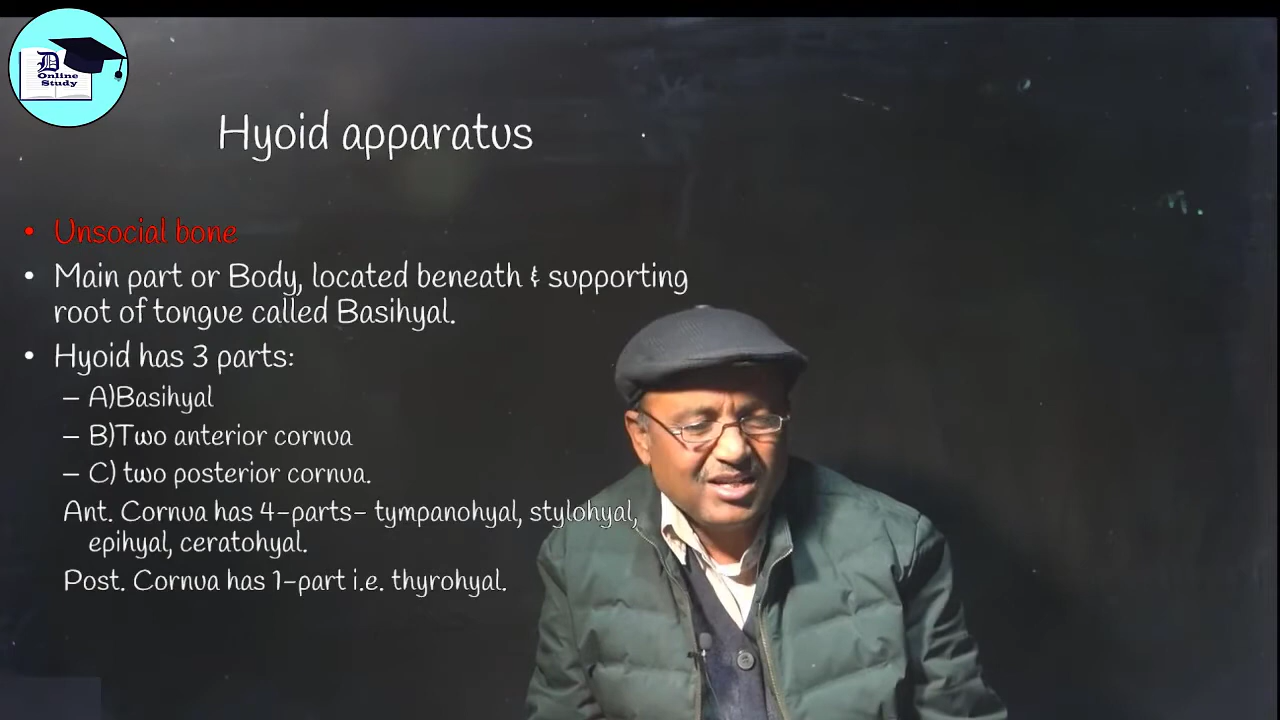 D
Online
Study
Hyoid apparatus
• Unsocial bone
• Main part or Body, located beneath & supporting
root of tongue called Basihyal.
• Hyoid has 3 parts:
– A)Basihyal
– B)Two anterior cornua
– C) two posterior cornua.
Ant. Cornua has 4-parts- tympanohyal, stylohyal,
epihyal, ceratohyal.
Post. Cornua has 1-part i.e. thyrohyal.